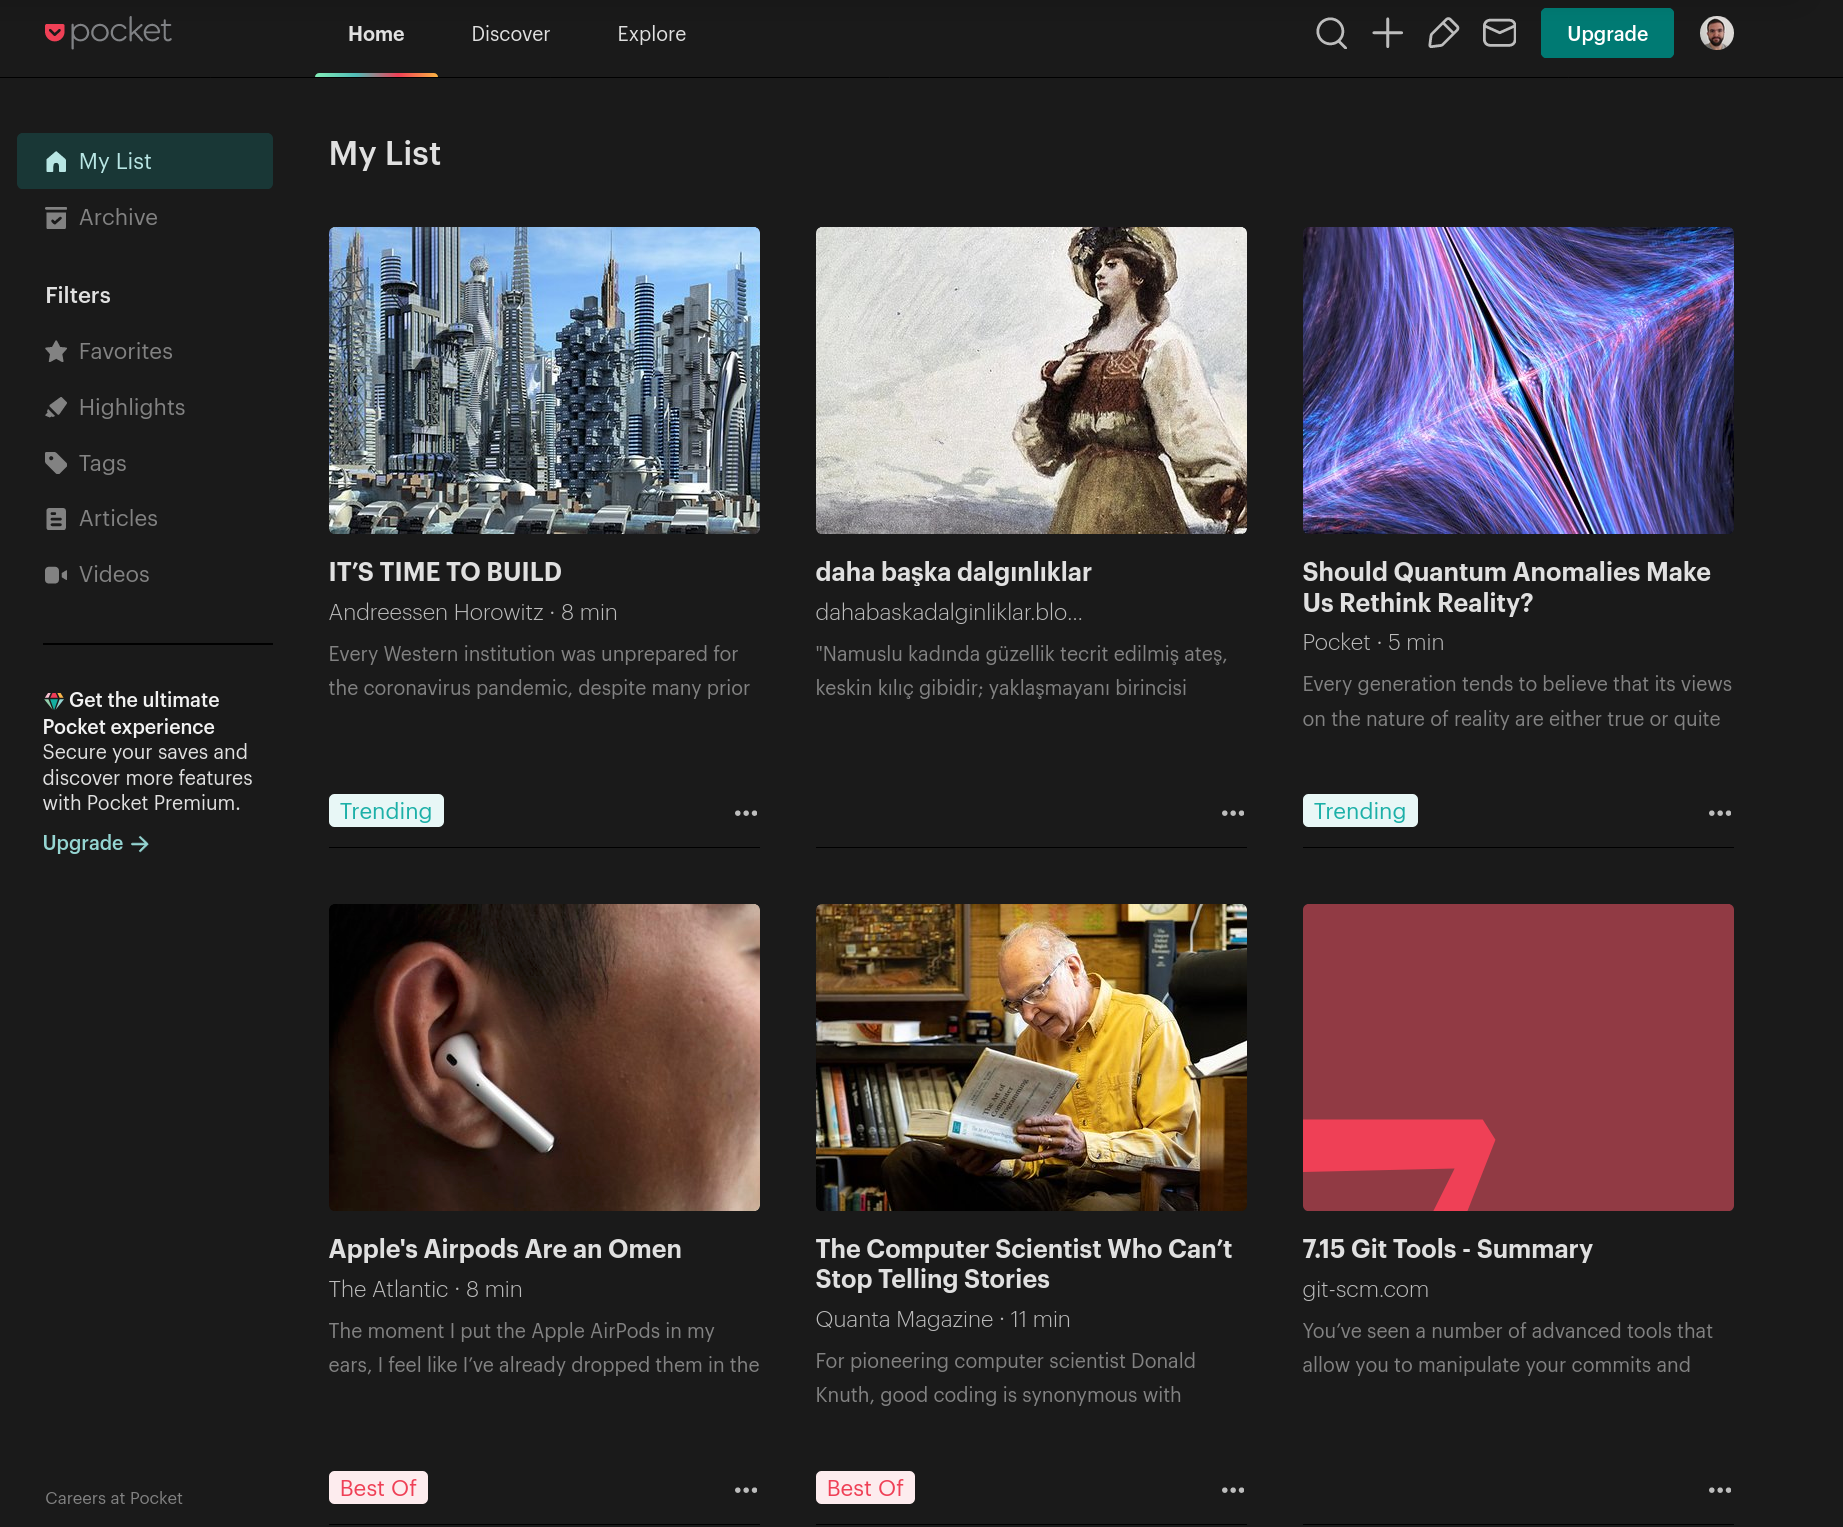 pocket
Home
Discover
Explore
Upgrade
My List
Archive
Filters
Favorites
Highlights
Tags
Articles
Videos
Get the ultimate
Pocket experience
Secure your saves and
discover more features
with Pocket Premium.
Upgrade →
Careers at Pocket
My List
IT’S TIME TO BUILD
Andreessen Horowitz · 8 min
Every Western institution was unprepared for
the coronavirus pandemic, despite many prior
Trending
daha başka dalgınlıklar
dahabaskadalginliklar.blo...
"Namuslu kadında güzellik tecrit edilmiş ateş,
keskin kılıç gibidir; yaklaşmayanı birincisi
Should Quantum Anomalies Make
Us Rethink Reality?
Pocket · 5 min
Every generation tends to believe that its views
on the nature of reality are either true or quite
Trending
Apple's Airpods Are an Omen
The Atlantic · 8 min
The moment I put the Apple AirPods in my
ears, I feel like I’ve already dropped them in the
Best Of
The Art of
Computer
Programming
The Computer Scientist Who Can’t
Stop Telling Stories
Quanta Magazine · 11 min
For pioneering computer scientist Donald
Knuth, good coding is synonymous with
Best Of
7.15 Git Tools - Summary
git-scm.com
You’ve seen a number of advanced tools that
allow you to manipulate your commits and